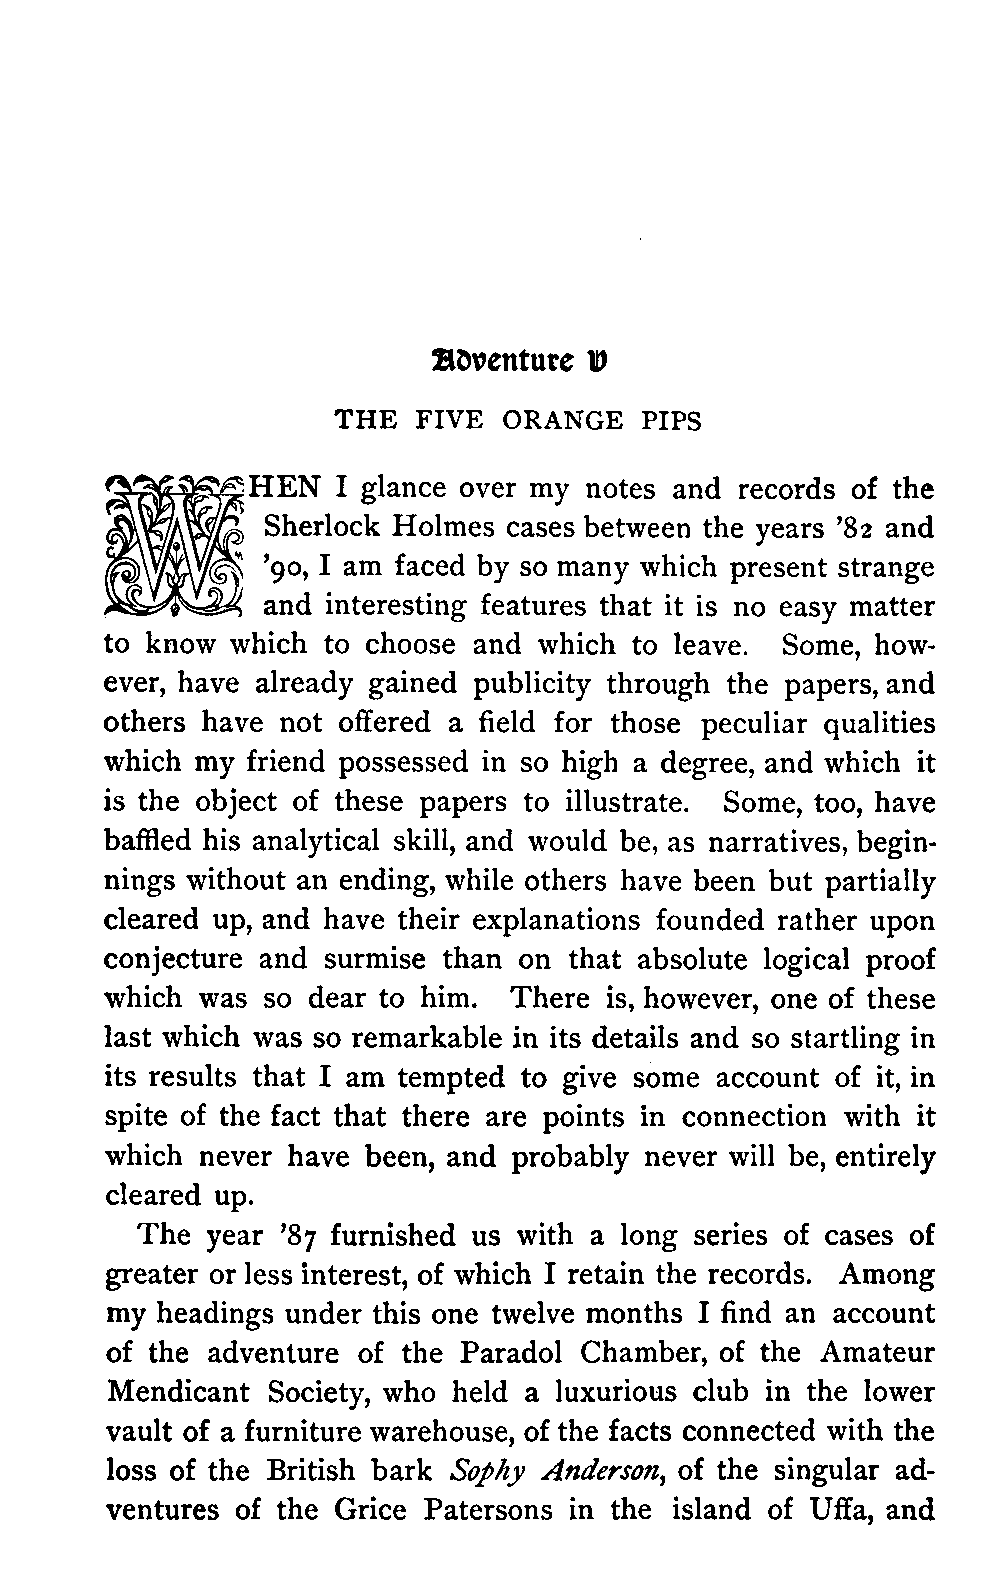 Adventure V
THE FIVE ORANGE PIPS
WHEN I glance over my notes and records of the
Sherlock Holmes cases between the years ’82 and
’90, I am faced by so many which present strange
and interesting features that it is no easy matter
to know which to choose and which to leave. Some, how-
ever, have already gained publicity through the papers, and
others have not offered a field for those peculiar qualities
which my friend possessed in so high a degree, and which it
is the object of these papers to illustrate. Some, too, have
baffled his analytical skill, and would be, as narratives, begin-
nings without an ending, while others have been but partially
cleared up, and have their explanations founded rather upon
conjecture and surmise than on that absolute logical proof
which was so dear to him. There is, however, one of these
last which was so remarkable in its details and so startling in
its results that I am tempted to give some account of it, in
spite of the fact that there are points in connection with it
which never have been, and probably never will be, entirely
cleared up.
The year ’87 furnished us with a long series of cases of
greater or less interest, of which I retain the records. Among
my headings under this one twelve months I find an account
of the adventure of the Paradol Chamber, of the Amateur
Mendicant Society, who held a luxurious club in the lower
vault of a furniture warehouse, of the facts connected with the
loss of the British bark Sophy Anderson, of the singular ad-
ventures of the Grice Patersons in the island of Uffa, and